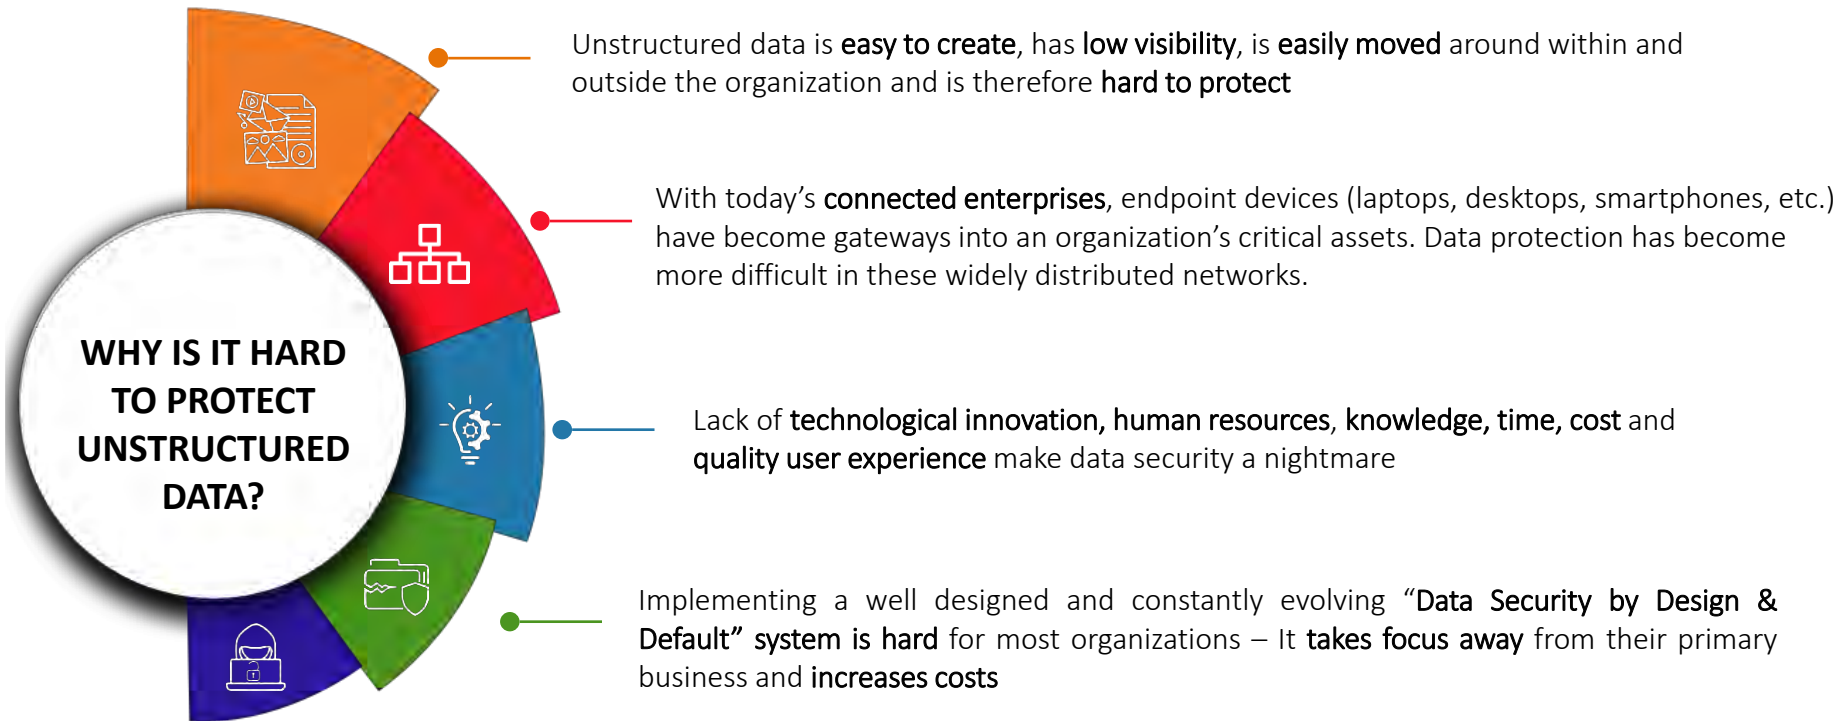 WHY IS IT HARD
TO PROTECT
UNSTRUCTURED
DATA?
Unstructured data is easy to create, has low visibility, is easily moved around within and
outside the organization and is therefore hard to protect
With today’s connected enterprises, endpoint devices (laptops, desktops, smartphones, etc.)
have become gateways into an organization’s critical assets. Data protection has become
more difficult in these widely distributed networks.
Lack of technological innovation, human resources, knowledge, time, cost and
quality user experience make data security a nightmare
Implementing a well designed and constantly evolving “Data Security by Design &
Default” system is hard for most organizations – It takes focus away from their primary
business and increases costs